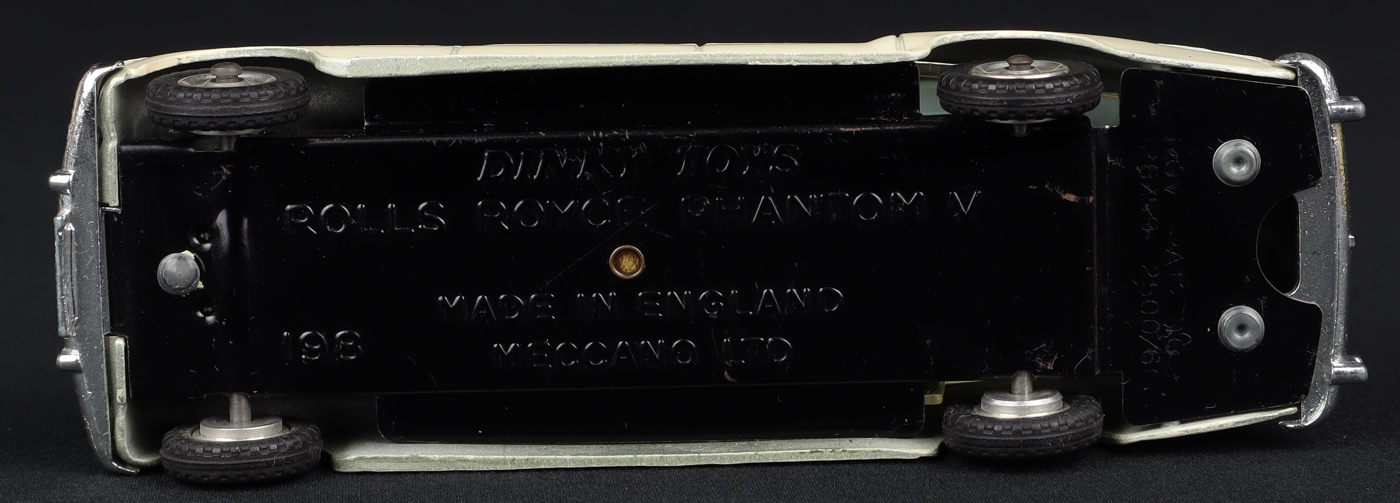 DINKY TOYS
ROLLS ROYCE PHANTOM V
MADE IN ENGLAND
198
MECCANO LTD